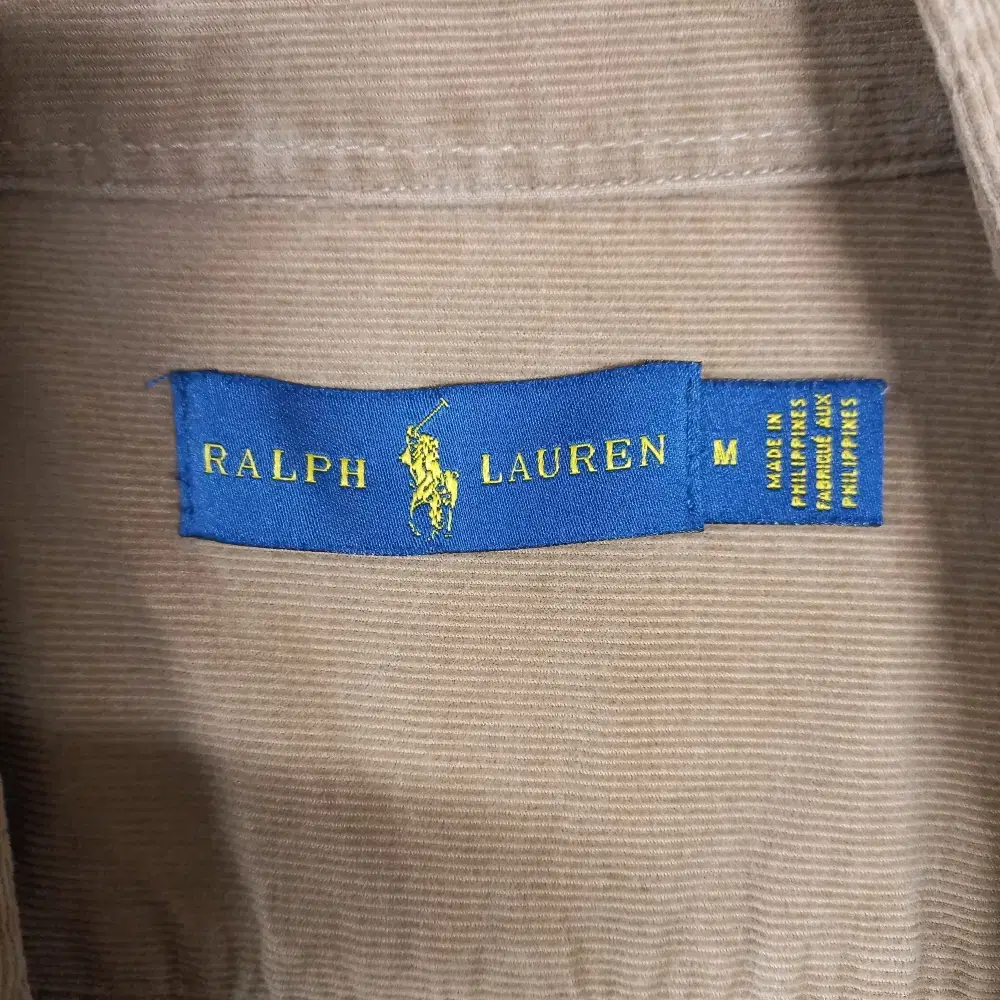 RALPH LAUREN
M
MADE IN
PHILIPPINES
FABRIQUÉ AUX
PHILIPPINES